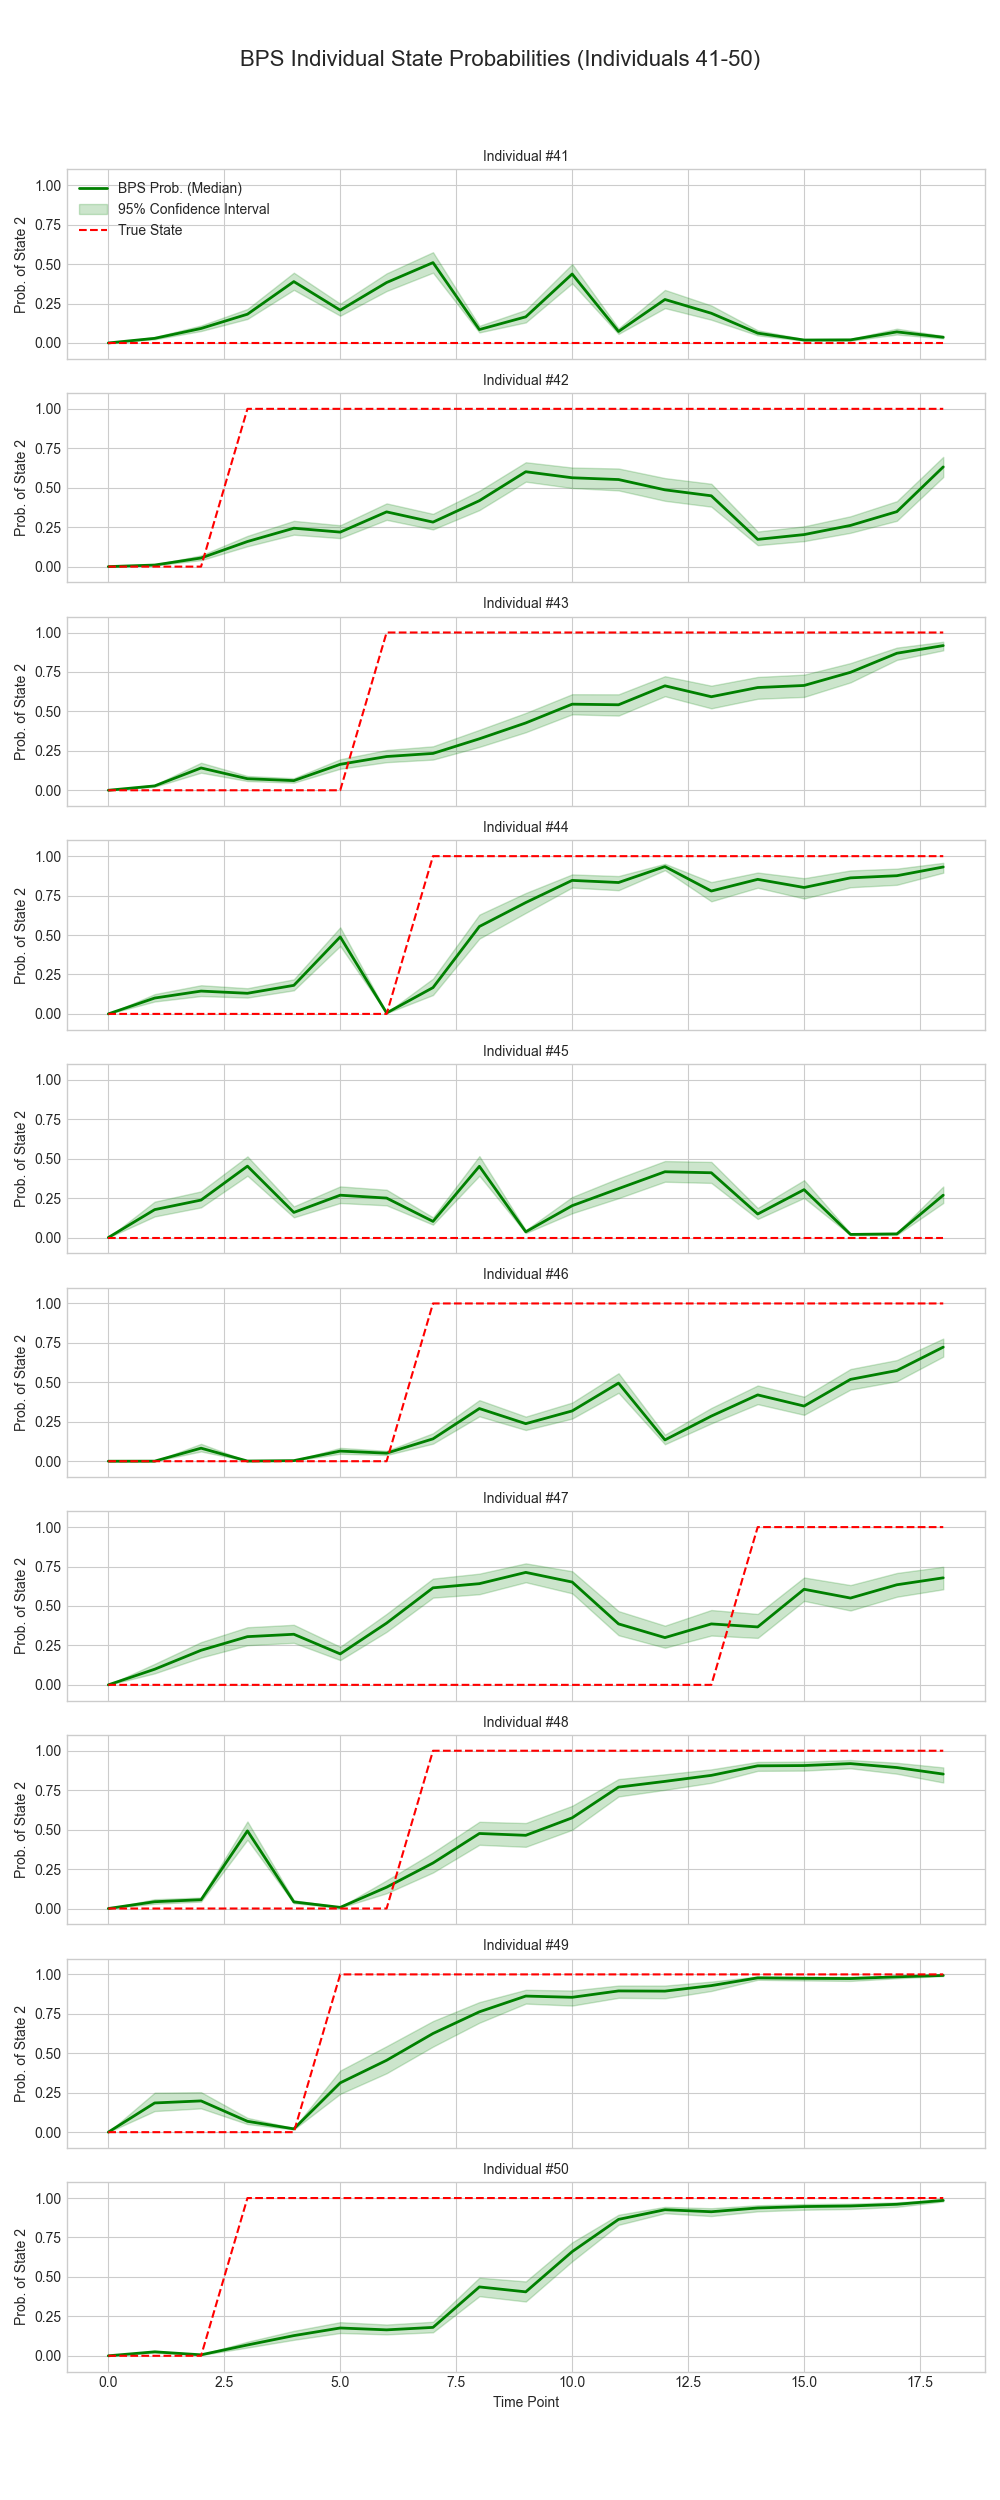 BPS Individual State Probabilities (Individuals 41-50)
Individual #41
1.00
0.75
0.50
0.25
0.00
Prob. of State 2
BPS Prob. (Median)
95% Confidence Interval
True State
Individual #42
1.00
0.75
0.50
0.25
0.00
Prob. of State 2
Individual #43
1.00
0.75
0.50
0.25
0.00
Prob. of State 2
Individual #44
1.00
0.75
0.50
0.25
0.00
Prob. of State 2
Individual #45
1.00
0.75
0.50
0.25
0.00
Prob. of State 2
Individual #46
1.00
0.75
0.50
0.25
0.00
Prob. of State 2
Individual #47
1.00
0.75
0.50
0.25
0.00
Prob. of State 2
Individual #48
1.00
0.75
0.50
0.25
0.00
Prob. of State 2
Individual #49
1.00
0.75
0.50
0.25
0.00
Prob. of State 2
Individual #50
1.00
0.75
0.50
0.25
0.00
Prob. of State 2
0.0 2.5 5.0 7.5 10.0 12.5 15.0 17.5
Time Point